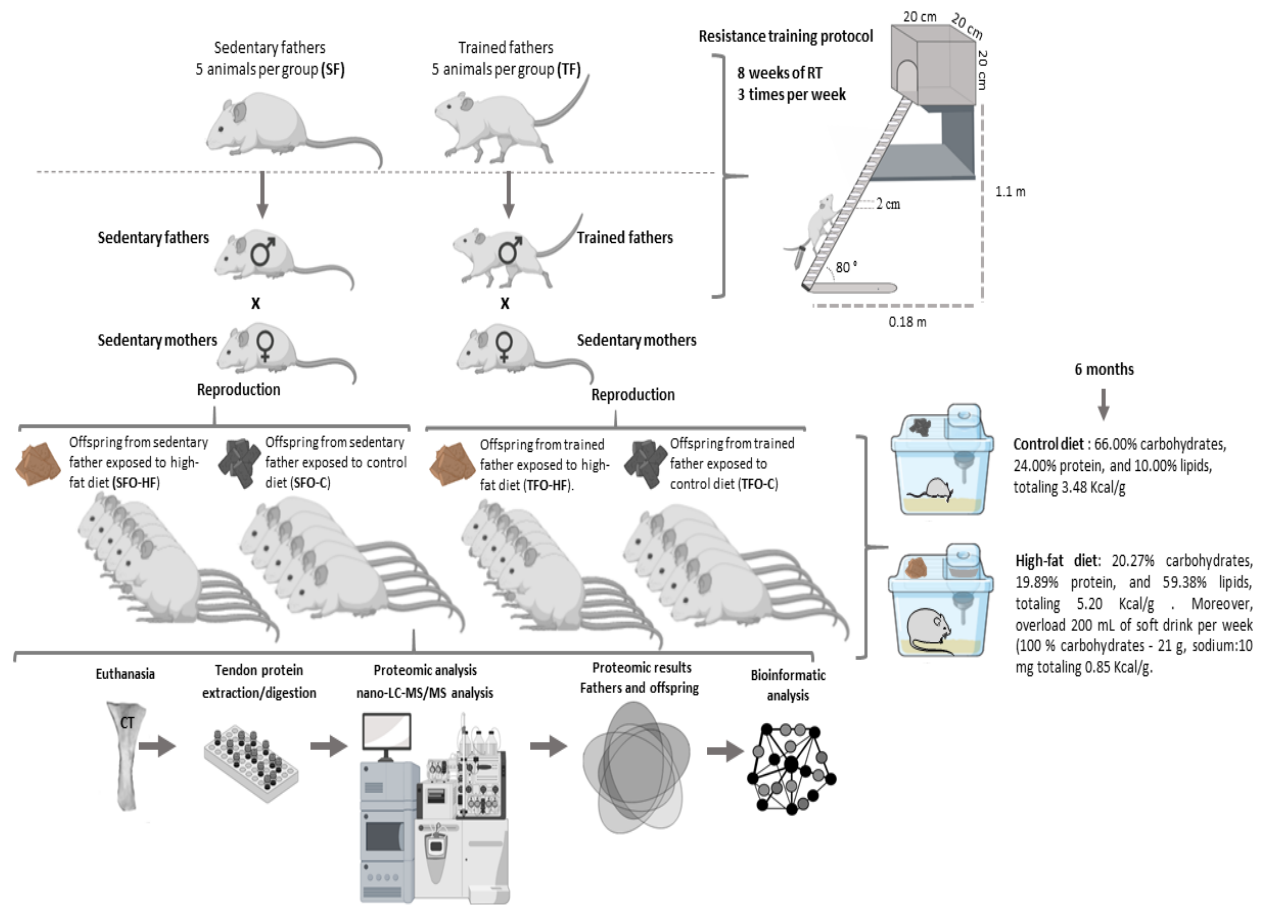 Sedentary fathers
5 animals per group (SF)
Trained fathers
5 animals per group (TF)
Resistance training protocol
8 weeks of RT
3 times per week
20 cm
20 cm
20 cm
2 cm
1.1 m
80 °
0.18 m
Sedentary fathers
♂
♂
Trained fathers
X
X
Sedentary mothers
♀
♀
Sedentary mothers
Reproduction
Reproduction
Offspring from sedentary
father exposed to high-
fat diet (SFO-HF)
Offspring from sedentary
father exposed to control
diet (SFO-C)
Offspring from trained
father exposed to high-
fat diet (TFO-HF).
Offspring from trained
father exposed to
control diet (TFO-C)
6 months
Control diet : 66.00% carbohydrates,
24.00% protein, and 10.00% lipids,
totaling 3.48 Kcal/g
High-fat diet: 20.27% carbohydrates,
19.89% protein, and 59.38% lipids,
totaling 5.20 Kcal/g . Moreover,
overload 200 mL of soft drink per week
(100 % carbohydrates - 21 g, sodium:10
mg totaling 0.85 Kcal/g.
Euthanasia
CT
Tendon protein
extraction/digestion
Proteomic analysis
nano-LC-MS/MS analysis
Proteomic results
Fathers and offspring
Bioinformatic
analysis